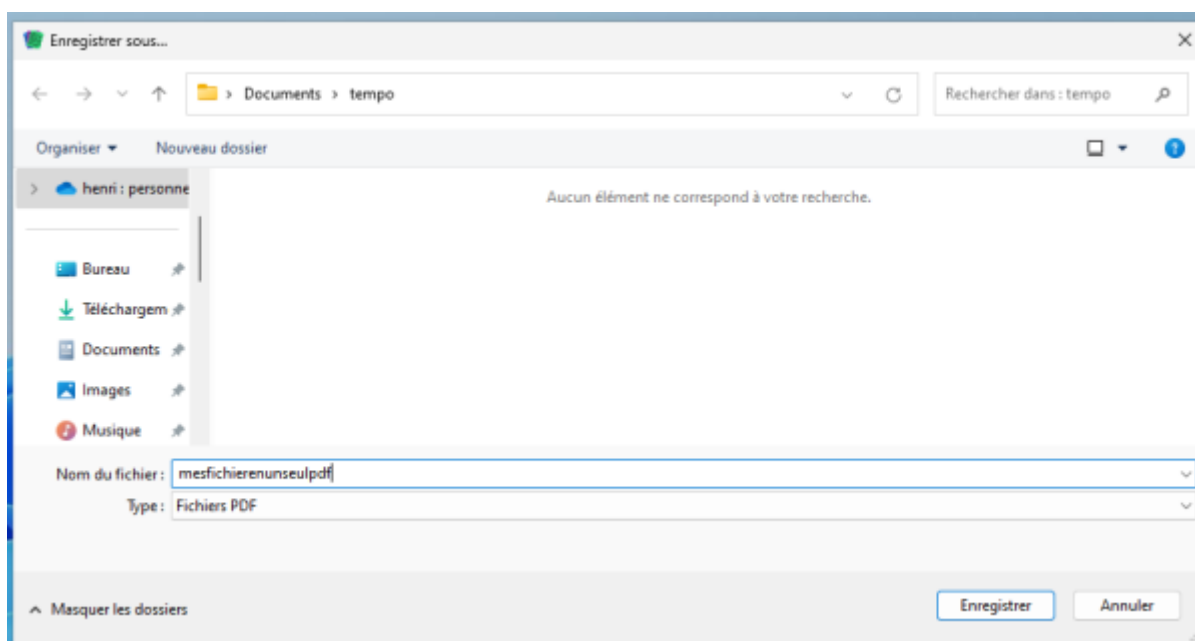 Enregistrer sous...
Documents > tempo
Rechercher dans : tempo
Organiser Nouveau dossier
henri : personne
Aucun élément ne correspond à votre recherche.
Bureau
Téléchargem
Documents
Images
Musique
Nom du fichier : mesfichierenunseulpdf
Type : Fichiers PDF
Masquer les dossiers
Enregistrer Annuler